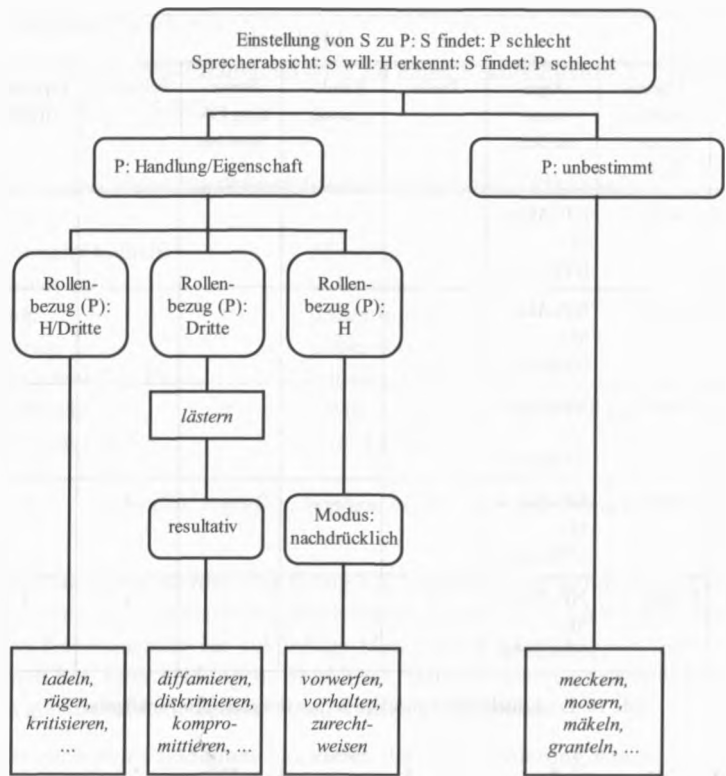 Einstellung von S zu P: S findet: P schlecht
Sprecherabsicht: S will: H erkennt: S findet: P schlecht
P: Handlung/Eigenschaft
P: unbestimmt
Rollen-
bezug (P):
H/Dritte
Rollen-
bezug (P):
Dritte
Rollen-
bezug (P):
H
lästern
resultativ
Modus:
nachdrücklich
tadeln,
rügen,
kritisieren,
…
diffamieren,
diskrimieren,
kompro-
mittieren, …
vorwerfen,
vorhalten,
zurecht-
weisen
meckern,
mosern,
mäkeln,
granteln, …